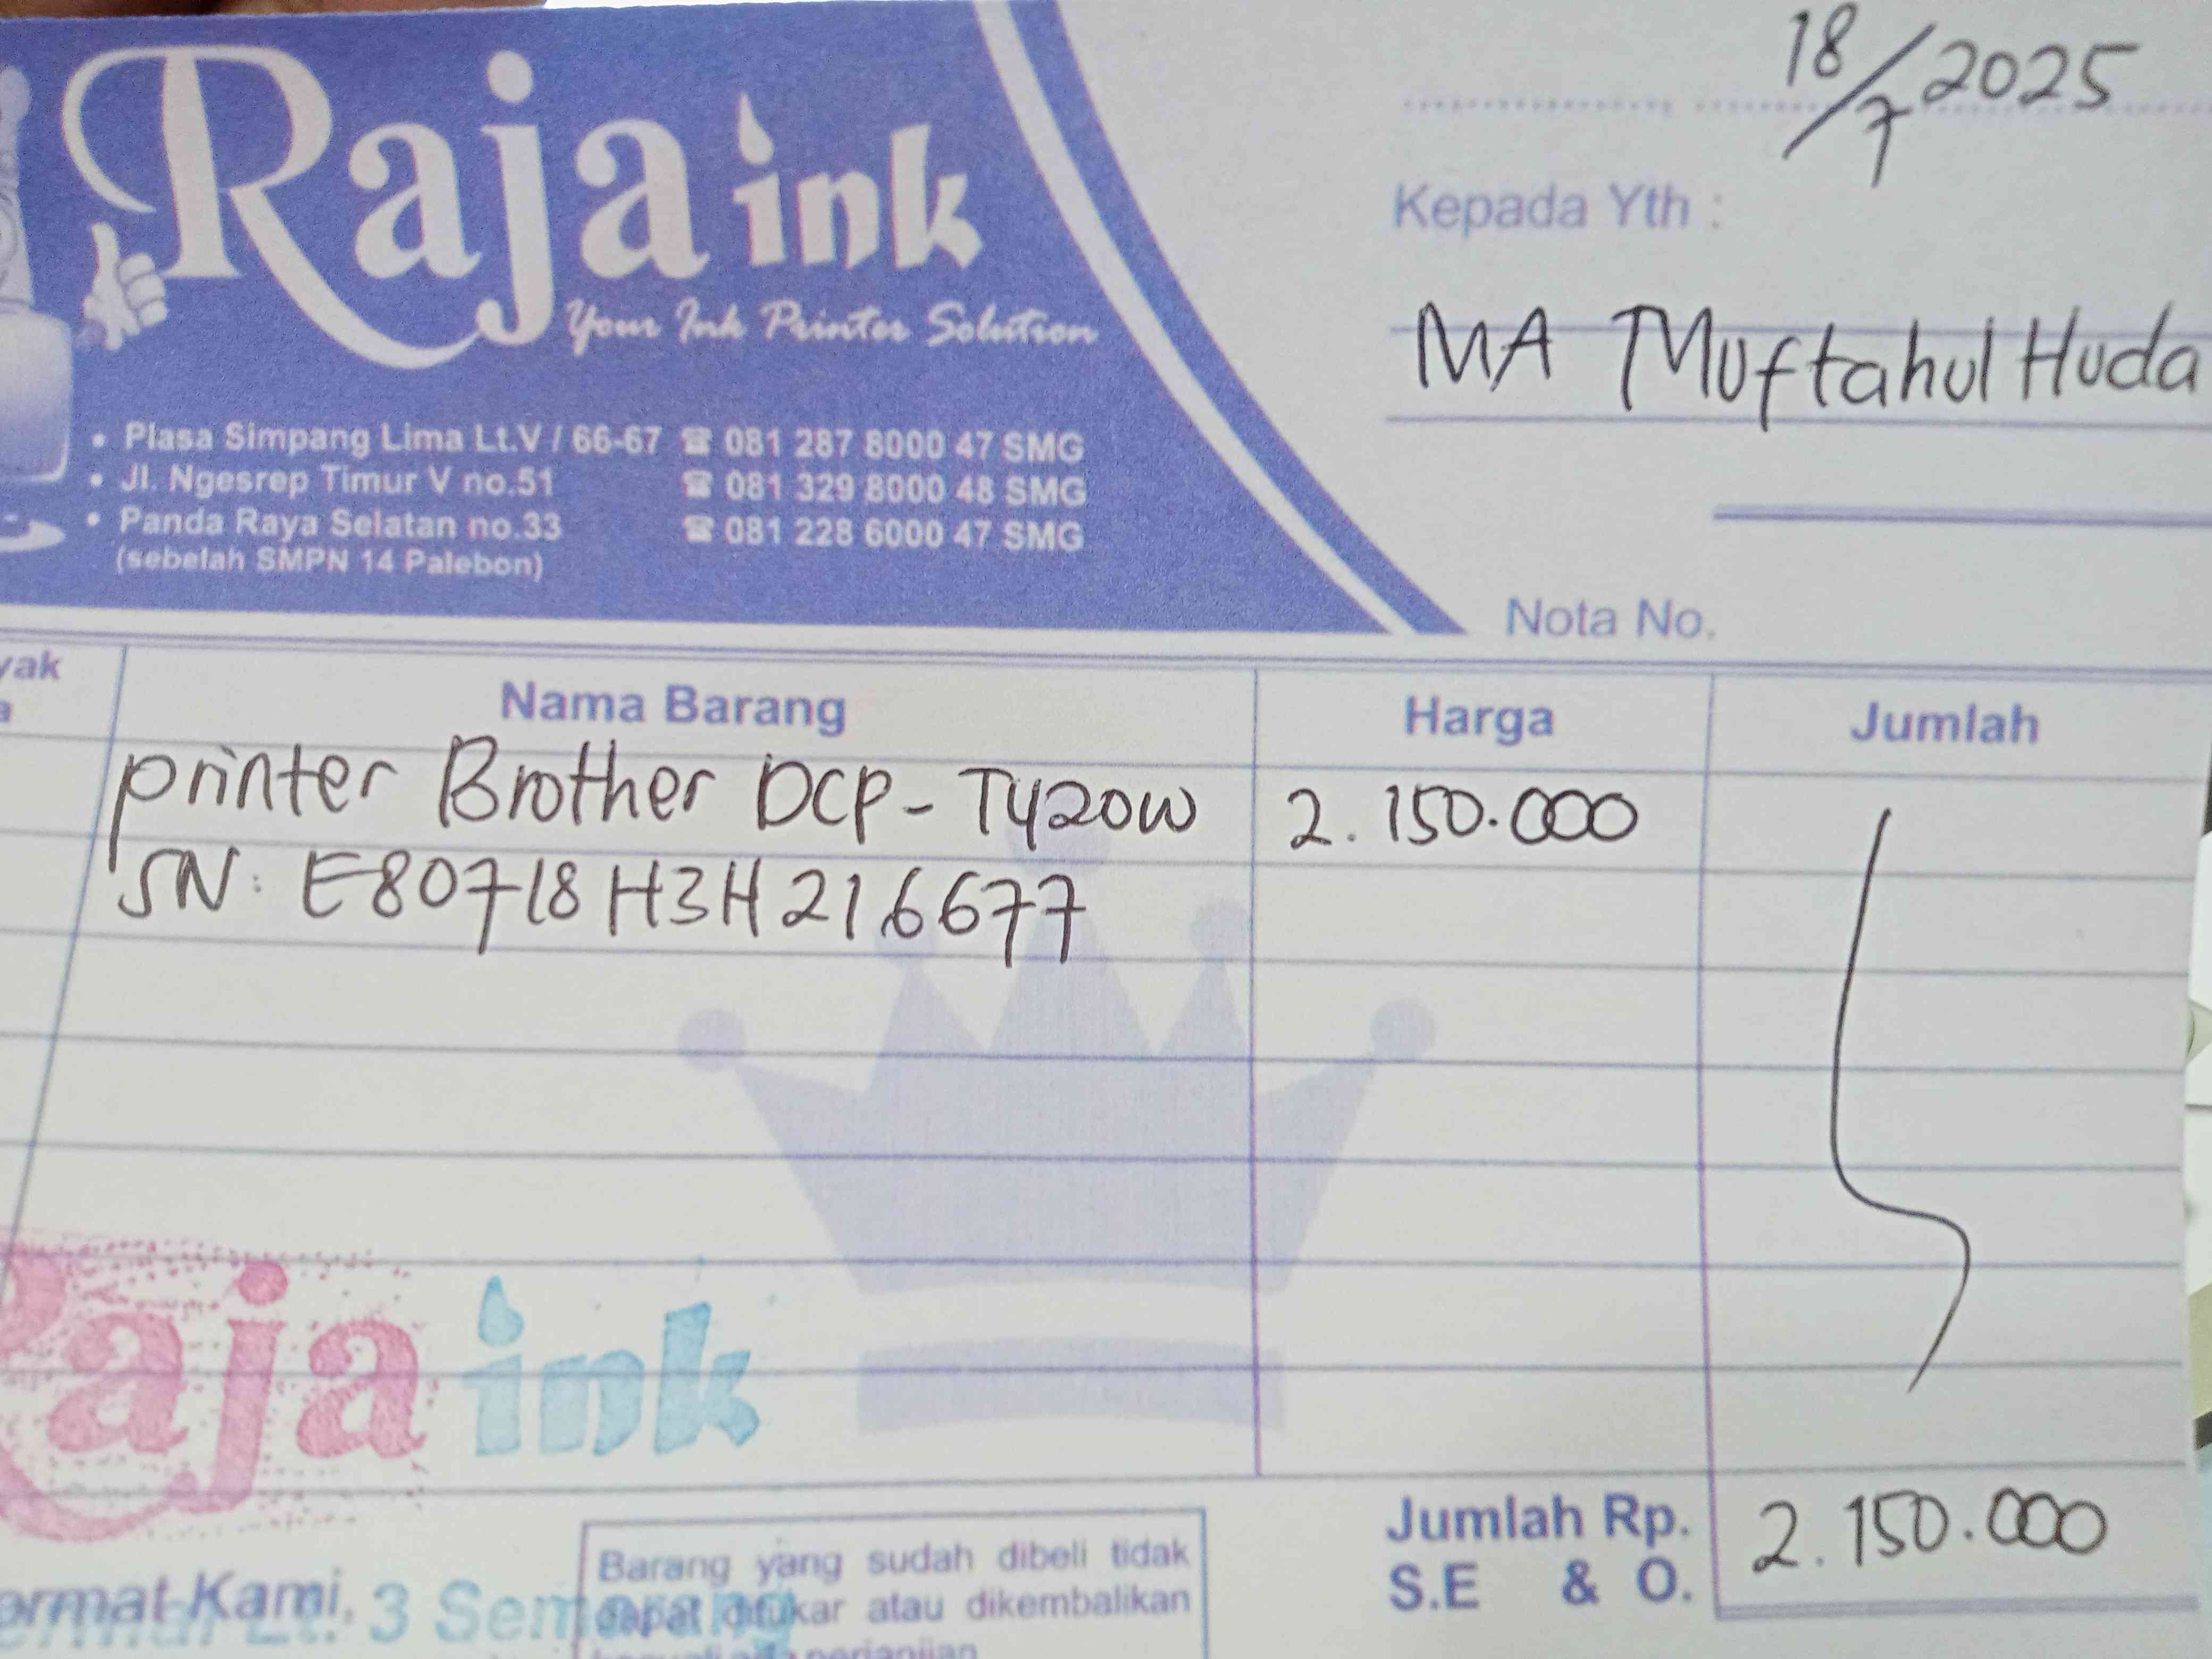 Raja ink
Your Ink Printer Solution
• Plasa Simpang Lima Lt.V / 66-67 ☎ 081 287 8000 47 SMG
• Jl. Ngesrep Timur V no.51 ☎ 081 329 8000 48 SMG
• Panda Raya Selatan no.33 ☎ 081 228 6000 47 SMG
(sebelah SMPN 14 Palebon)
18/7 2025
Kepada Yth :
MA Muftahul Huda
Nota No.
Nama Barang Harga Jumlah
printer Brother DCP-T420W 2.150.000
SN: E80718H3H216677
Raja ink
Jumlah Rp. 2.150.000
S.E & O.
Kami,
Lt. 3 Semarang
Barang yang sudah dibeli tidak
dapat ditukar atau dikembalikan
perjanjian